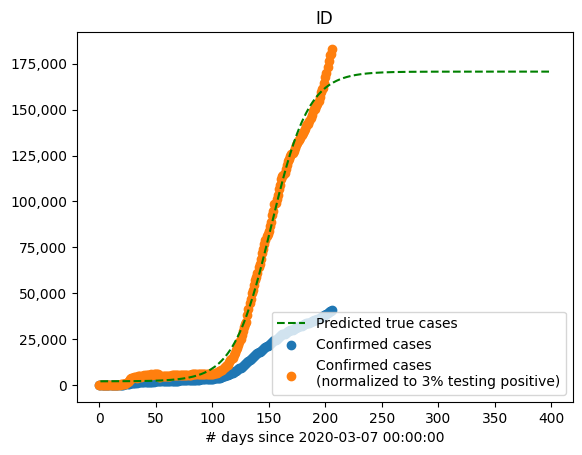 ID
175,000
150,000
125,000
100,000
75,000
50,000
25,000
0
Predicted true cases
Confirmed cases
Confirmed cases
(normalized to 3% testing positive)
0 50 100 150 200 250 300 350 400
# days since 2020-03-07 00:00:00